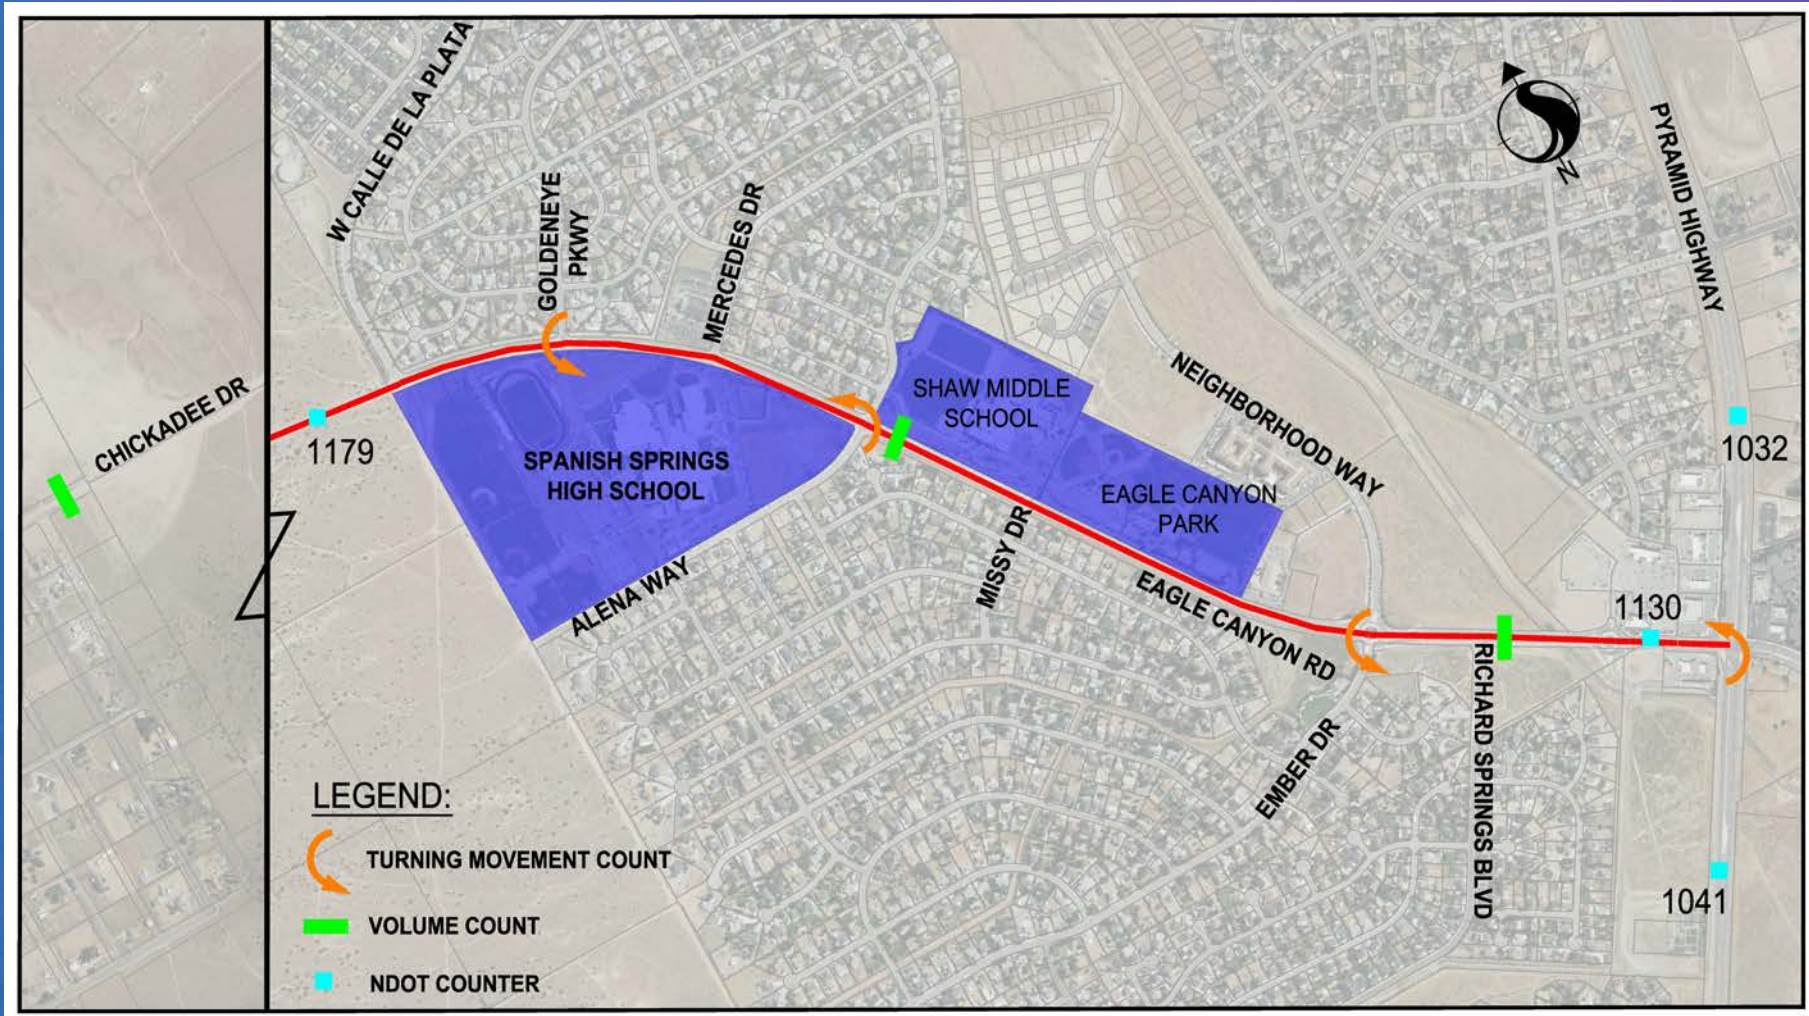 W CALLE DE LA PLATA
GOLDENEYE
PKWY
MERCEDES DR
PYRAMID HIGHWAY
N
CHICKADEE DR
1179
SPANISH SPRINGS
HIGH SCHOOL
SHAW MIDDLE
SCHOOL
NEIGHBORHOOD WAY
EAGLE CANYON
PARK
1032
ALENA WAY
MISSY DR
EAGLE CANYON RD
1130
EMBER DR
RICHARD SPRINGS BLVD
1041
LEGEND:
TURNING MOVEMENT COUNT
VOLUME COUNT
NDOT COUNTER